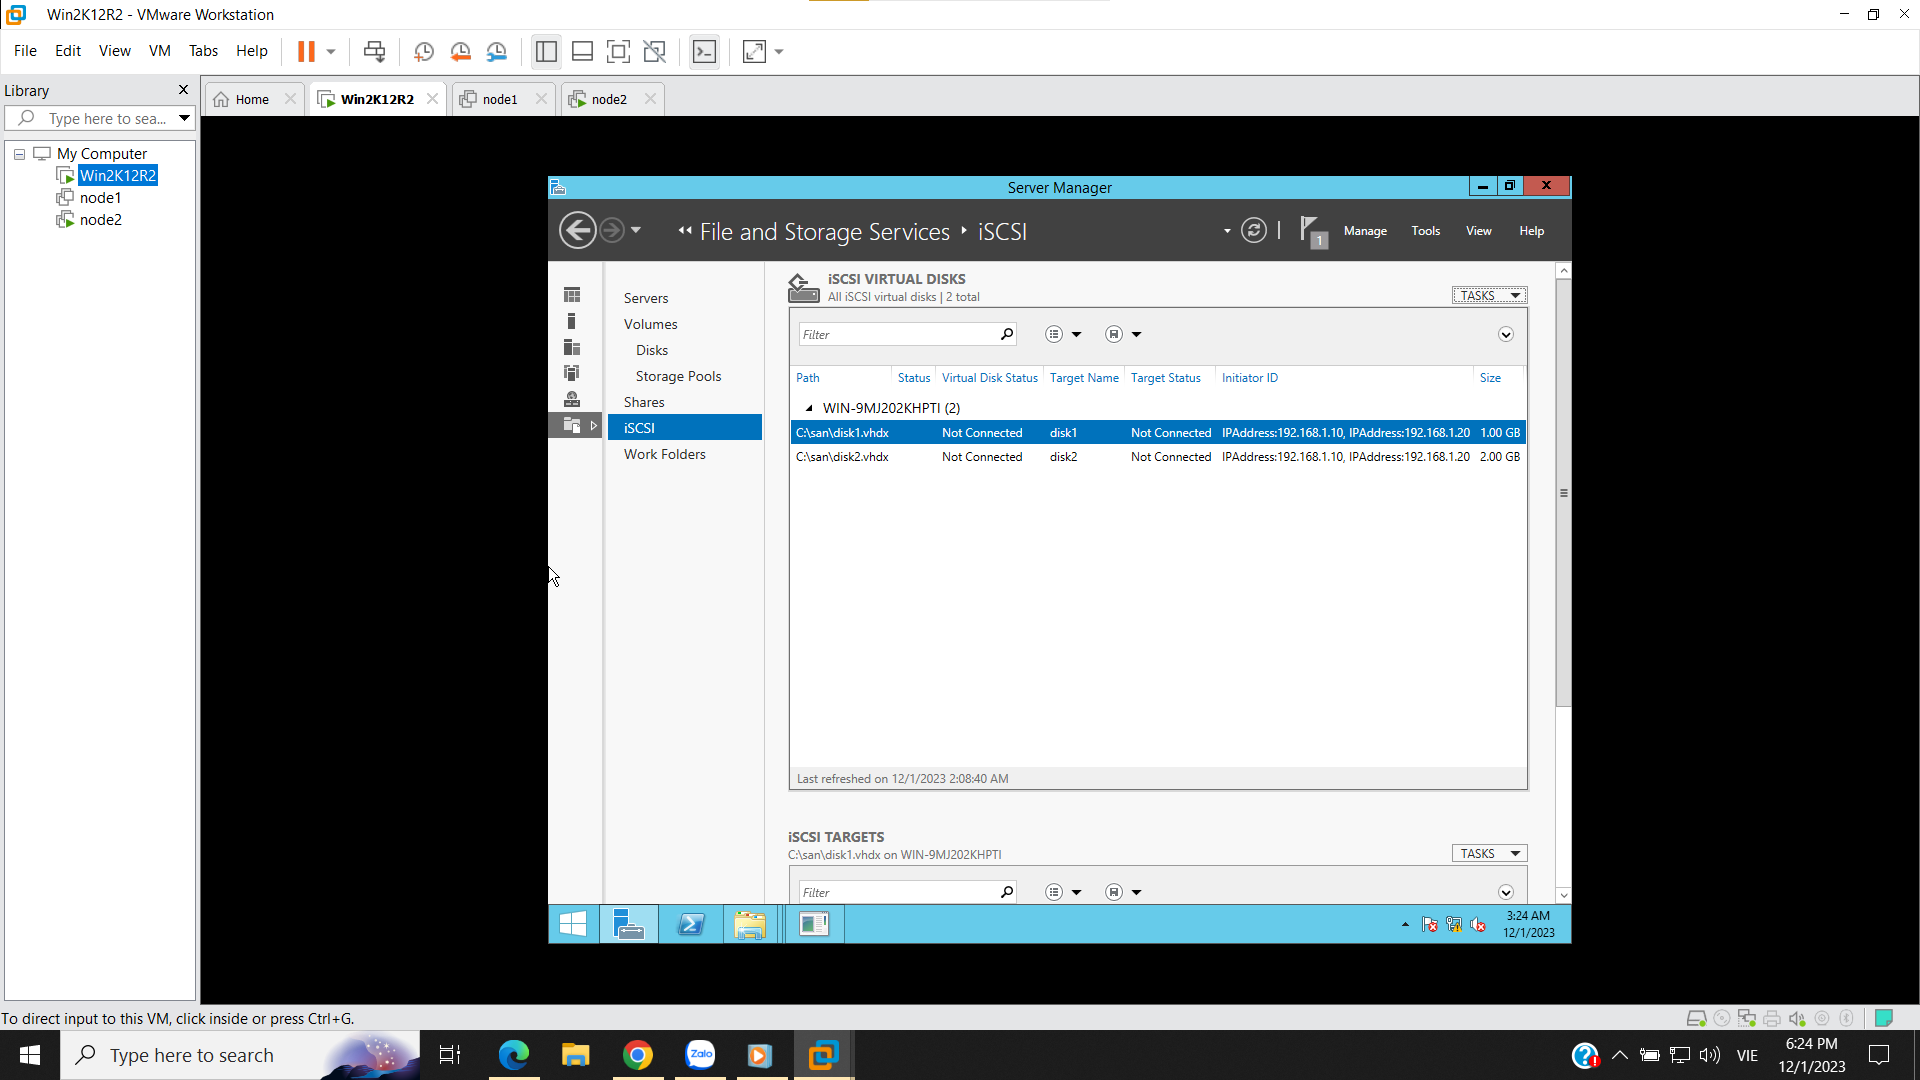 Win2K12R2 - VMware Workstation
File Edit View VM Tabs Help
Library
Type here to sea...
My Computer
Win2K12R2
node1
node2
Home
Win2K12R2
node1
node2
Server Manager
File and Storage Services iSCSI
1
Manage Tools View Help
Servers
Volumes
Disks
Storage Pools
Shares
iSCSI
Work Folders
iSCSI VIRTUAL DISKS
All iSCSI virtual disks | 2 total
TASKS
Filter
Path Status Virtual Disk Status Target Name Target Status Initiator ID Size
WIN-9MJ202KHPTI (2)
C:\san\disk1.vhdx Not Connected disk1 Not Connected IPAddress:192.168.1.10, IPAddress:192.168.1.20 1.00 GB
C:\san\disk2.vhdx Not Connected disk2 Not Connected IPAddress:192.168.1.10, IPAddress:192.168.1.20 2.00 GB
Last refreshed on 12/1/2023 2:08:40 AM
iSCSI TARGETS
C:\san\disk1.vhdx on WIN-9MJ202KHPTI
TASKS
Filter
3:24 AM
12/1/2023
To direct input to this VM, click inside or press Ctrl+G.
Type here to search
Zalo
VIE
6:24 PM
12/1/2023